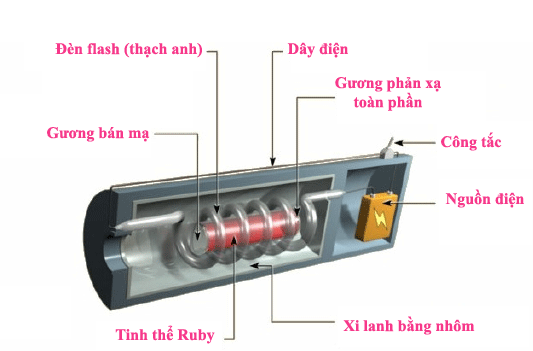 Đèn flash (thạch anh)
Dây điện
Gương phản xạ
toàn phần
Gương bán mạ
Công tắc
Nguồn điện
Tinh thể Ruby
Xi lanh bằng nhôm